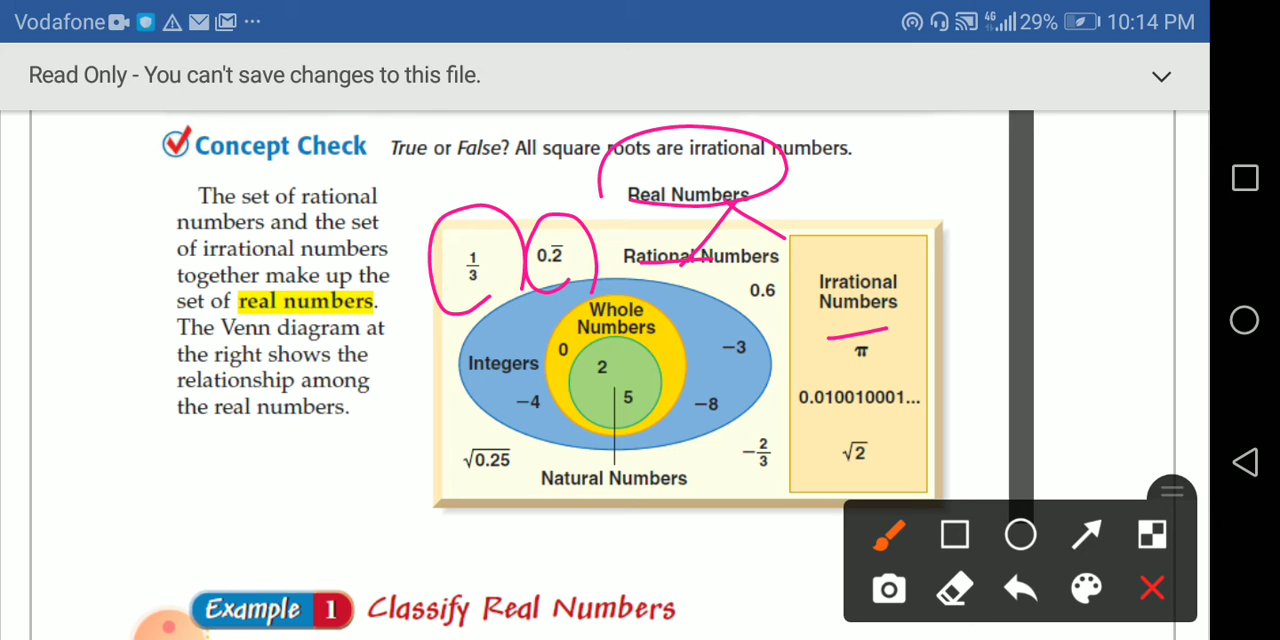 Vodafone ... 4G 29% 10:14 PM
Read Only - You can't save changes to this file.
Concept Check True or False? All square roots are irrational numbers.
The set of rational
numbers and the set
of irrational numbers
together make up the
set of real numbers.
The Venn diagram at
the right shows the
relationship among
the real numbers.
Real Numbers
1/3 0.2̅ Rational Numbers
0.6
Whole
Numbers
0
Integers
2
-3
-4
5
-8
√0.25
-2/3
Natural Numbers
Irrational
Numbers
π
0.010010001...
√2
Example 1 Classify Real Numbers